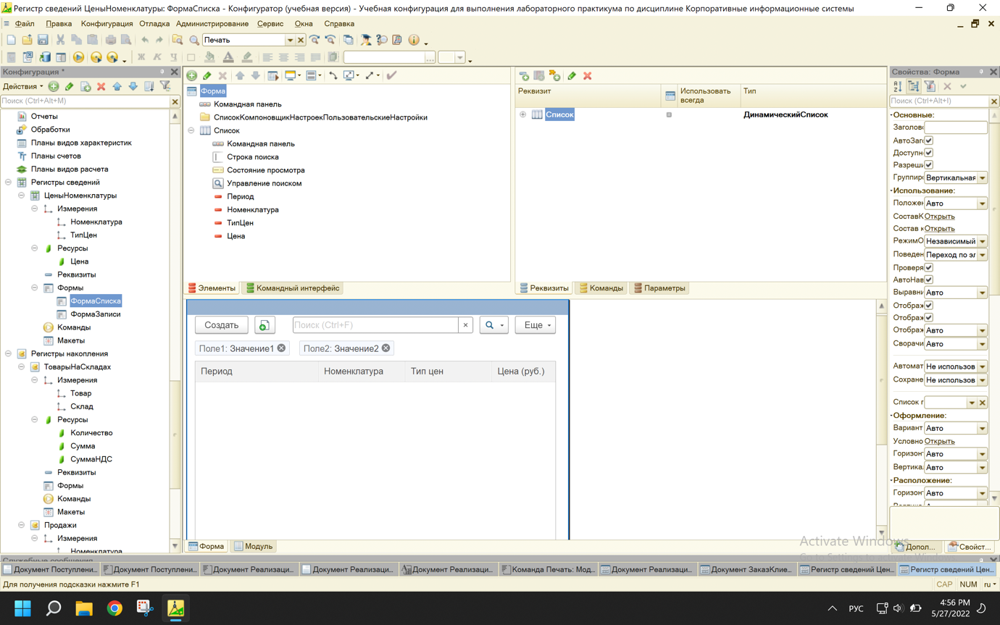 Регистр сведений ЦеныНоменклатуры: ФормаСписка - Конфигуратор (учебная версия) - Учебная конфигурация для выполнения лабораторного практикума по дисциплине Корпоративные информационные системы
Файл Правка Конфигурация Отладка Администрирование Сервис Окна Справка
Печать
Ж К Ч
Конфигурация *
Действия
Поиск (Ctrl+Alt+M)
Отчеты
Обработки
Планы видов характеристик
Планы счетов
Планы видов расчета
Регистры сведений
ЦеныНоменклатуры
Измерения
Номенклатура
ТипЦен
Ресурсы
Цена
Реквизиты
Формы
ФормаСписка
ФормаЗаписи
Команды
Макеты
Регистры накопления
ТоварыНаСкладах
Измерения
Товар
Склад
Ресурсы
Количество
Сумма
СуммаНДС
Реквизиты
Формы
Команды
Макеты
Продажи
Измерения
Номенклатура
Форма
Командная панель
СписокКомпоновщикНастроекПользовательскиеНастройки
Список
Командная панель
Строка поиска
Состояние просмотра
Управление поиском
Период
Номенклатура
ТипЦен
Цена
Элементы Командный интерфейс
Реквизит Использовать всегда Тип
Список ДинамическийСписок
Реквизиты Команды Параметры
Создать Поиск (Ctrl+F) × Еще
Поле1: Значение1 Поле2: Значение2
Период Номенклатура Тип цен Цена (руб.)
Форма Модуль
Свойства: Форма
Поиск (Ctrl+Alt+I)
Основные:
Заголов
АвтоЗаг
Доступн
Разреши
Группир Вертикальная
Использование:
Положен Авто
СоставК Открыть
Состав к Открыть
РежимО Независимый
Поведен Переход по эл
Проверя
АвтоНав
Выравни Авто
Отображ
Отображ
Отображ Авто
Сворачи Авто
Автомат Не использов
Сохране Не использов
Список г
Оформление:
Вариант Авто
Условно Открыть
Горизон Авто
Вертика Авто
Расположение:
Горизон Авто
Допол... Свойст...
Activate Windows
Служебные сообщения
Документ Поступлени... Документ Поступлени... Документ Реализаци... Документ Реализаци... Документ Реализаци... Команда Печать: Мод... Документ Реализаци... Документ ЗаказКлие... Регистр сведений Цен... Регистр сведений Цен...
Для получения подсказки нажмите F1 CAP NUM ru
РУС 4:56 PM
5/27/2022